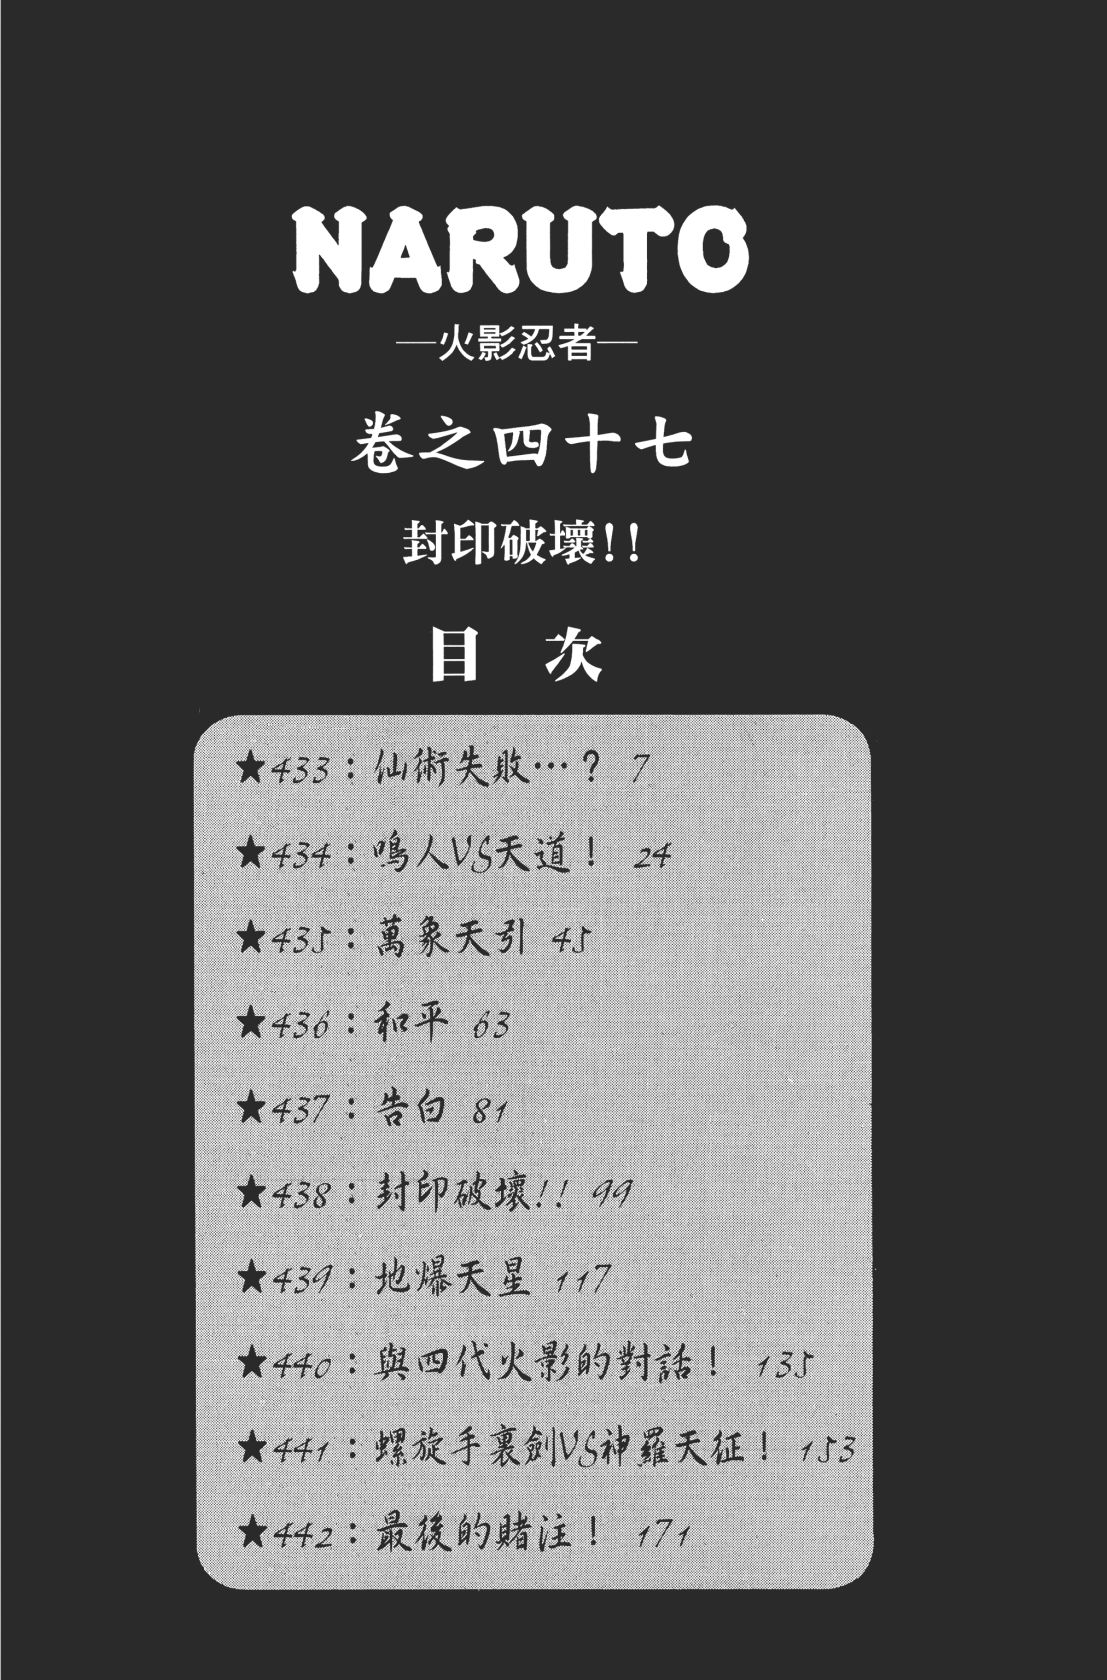 NARUTO
—火影忍者—
卷之四十七
封印破壞!!
目 次
★433：仙術失敗…？ 7
★434：鳴人VS天道！ 24
★435：萬象天引 45
★436：和平 63
★437：告白 81
★438：封印破壞!! 99
★439：地爆天星 117
★440：與四代火影的對話！ 135
★441：螺旋手裏劍VS神羅天征！ 153
★442：最後的賭注！ 171